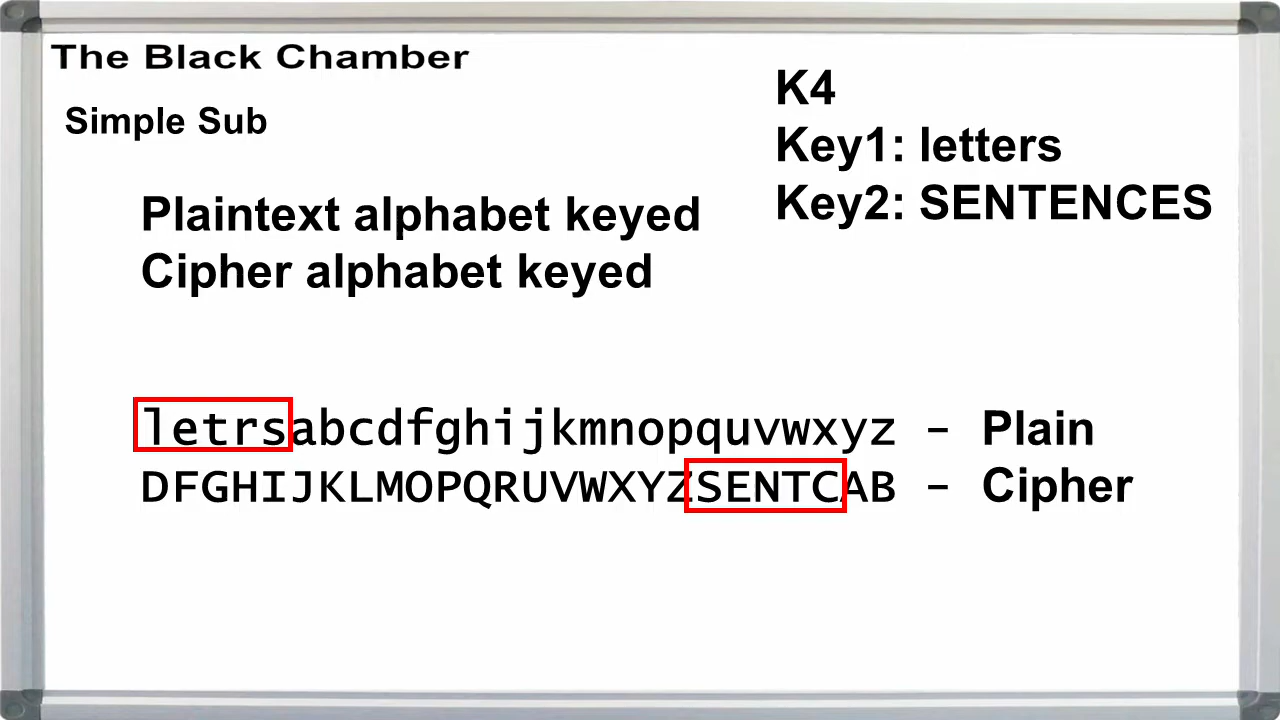 The Black Chamber
Simple Sub
K4
Key1: letters
Key2: SENTENCES
Plaintext alphabet keyed
Cipher alphabet keyed
letrsabcdfghijkmnopquvwxyz – Plain
DFGHIJKLMOPQRUVWXYZSENTCAB – Cipher